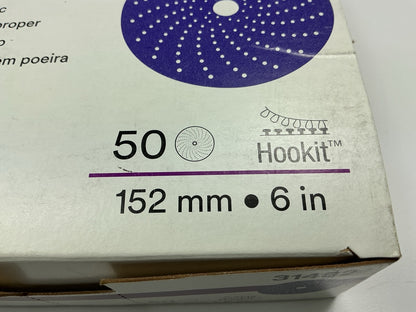 c
proper
o
em poeira
50
Hookit™
152 mm • 6 in